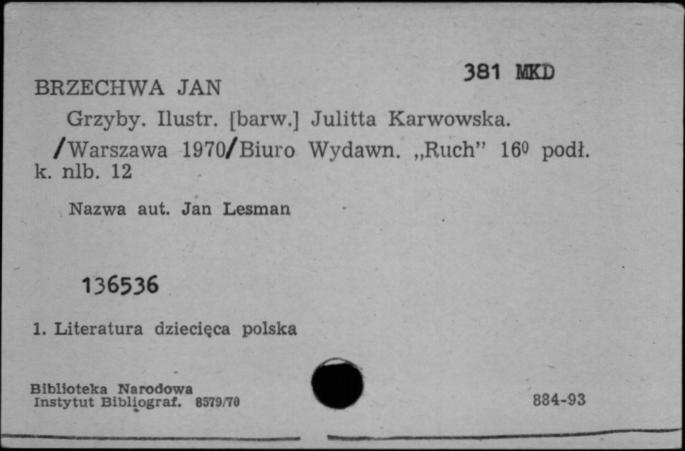 381 MKD
BRZECHWA JAN
Grzyby. Ilustr. [barw.] Julitta Karwowska.
/Warszawa 1970/Biuro Wydawn. „Ruch” 16⁰ podł.
k. nlb. 12
Nazwa aut. Jan Lesman
136536
1. Literatura dziecięca polska
Biblioteka Narodowa
Instytut Bibliograf. 8579/70
884-93